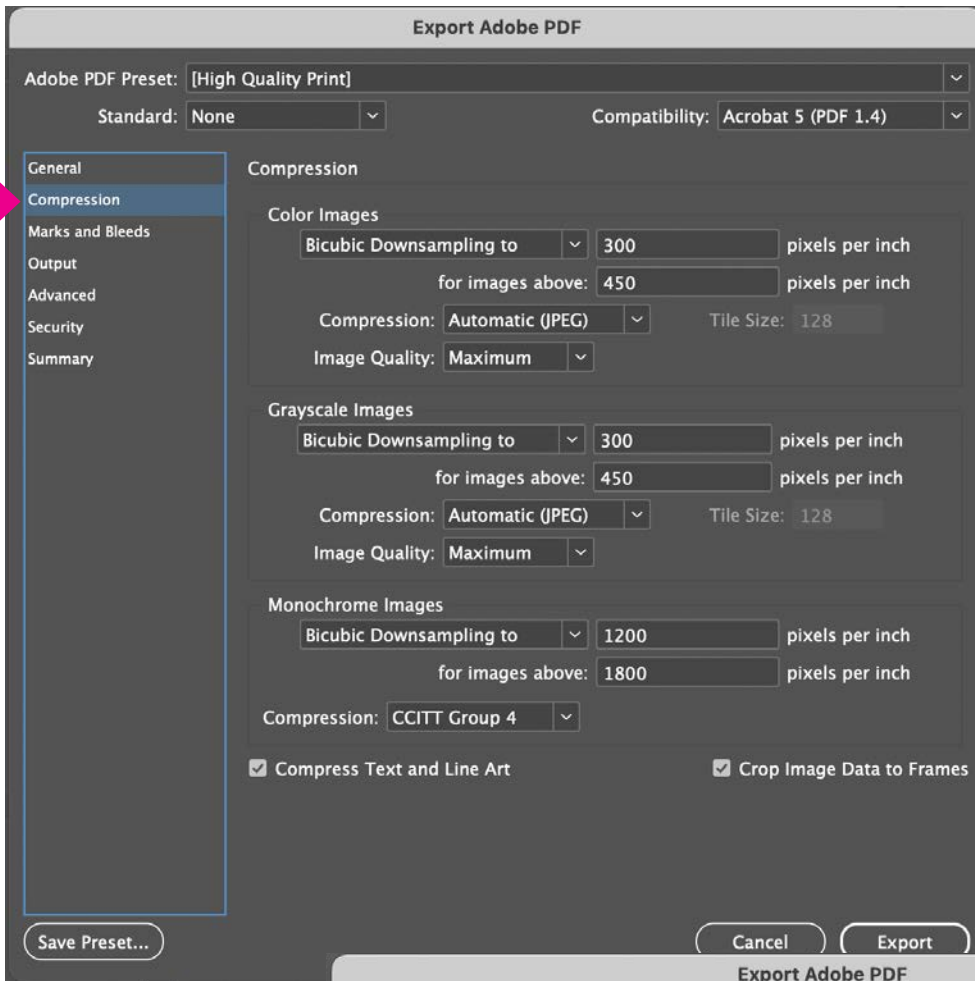 Export Adobe PDF
Adobe PDF Preset: [High Quality Print]
Standard: None Compatibility: Acrobat 5 (PDF 1.4)
General
Compression
Marks and Bleeds
Output
Advanced
Security
Summary
Compression
Color Images
Bicubic Downsampling to 300 pixels per inch
for images above: 450 pixels per inch
Compression: Automatic (JPEG) Tile Size: 128
Image Quality: Maximum
Grayscale Images
Bicubic Downsampling to 300 pixels per inch
for images above: 450 pixels per inch
Compression: Automatic (JPEG) Tile Size: 128
Image Quality: Maximum
Monochrome Images
Bicubic Downsampling to 1200 pixels per inch
for images above: 1800 pixels per inch
Compression: CCITT Group 4
Compress Text and Line Art Crop Image Data to Frames
Save Preset... Cancel Export
Export Adobe PDF